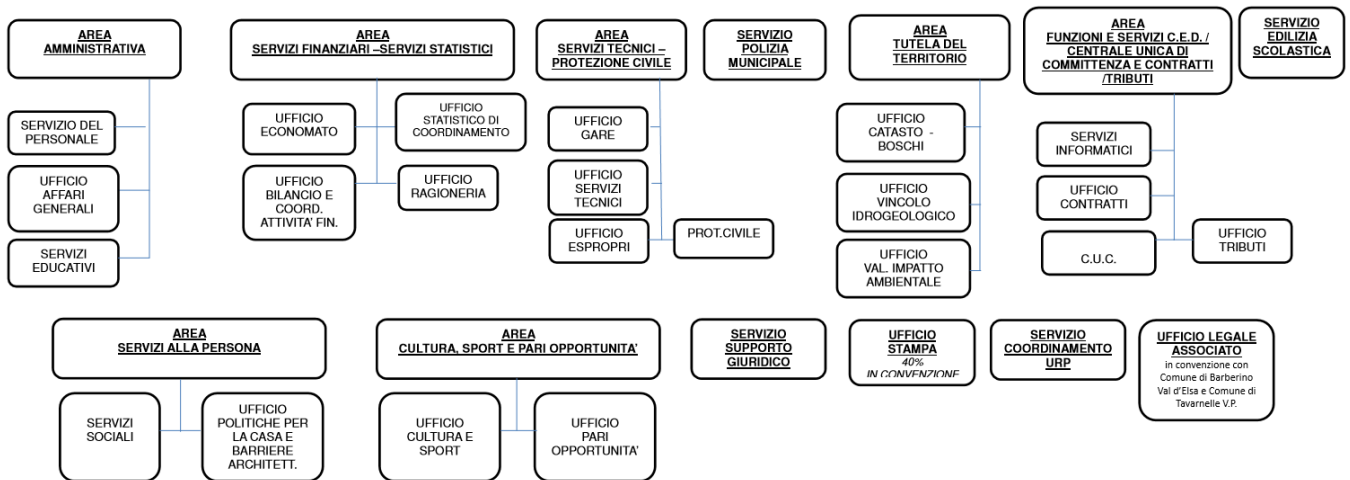 AREA
AMMINISTRATIVA
SERVIZIO DEL
PERSONALE
UFFICIO
AFFARI
GENERALI
SERVIZI
EDUCATIVI
AREA
SERVIZI FINANZIARI –SERVIZI STATISTICI
UFFICIO
ECONOMATO
UFFICIO
STATISTICO DI
COORDINAMENTO
UFFICIO
BILANCIO E
COORD.
ATTIVITA' FIN.
UFFICIO
RAGIONERIA
AREA
SERVIZI TECNICI –
PROTEZIONE CIVILE
UFFICIO
GARE
UFFICIO
SERVIZI
TECNICI
UFFICIO
ESPROPRI
PROT.CIVILE
SERVIZIO
POLIZIA
MUNICIPALE
AREA
TUTELA DEL
TERRITORIO
UFFICIO
CATASTO -
BOSCHI
UFFICIO
VINCOLO
IDROGEOLOGICO
UFFICIO
VAL. IMPATTO
AMBIENTALE
AREA
FUNZIONI E SERVIZI C.E.D. /
CENTRALE UNICA DI
COMMITTENZA E CONTRATTI
/TRIBUTI
SERVIZI
INFORMATICI
UFFICIO
CONTRATTI
C.U.C.
UFFICIO
TRIBUTI
SERVIZIO
EDILIZIA
SCOLASTICA
AREA
SERVIZI ALLA PERSONA
SERVIZI
SOCIALI
UFFICIO
POLITICHE PER
LA CASA E
BARRIERE
ARCHITETT.
AREA
CULTURA, SPORT E PARI OPPORTUNITA'
UFFICIO
CULTURA E
SPORT
UFFICIO
PARI
OPPORTUNITA'
SERVIZIO
SUPPORTO
GIURIDICO
UFFICIO
STAMPA
40%
IN CONVENZIONE
SERVIZIO
COORDINAMENTO
URP
UFFICIO LEGALE
ASSOCIATO
in convenzione con
Comune di Barberino
Val d'Elsa e Comune di
Tavarnelle V.P.